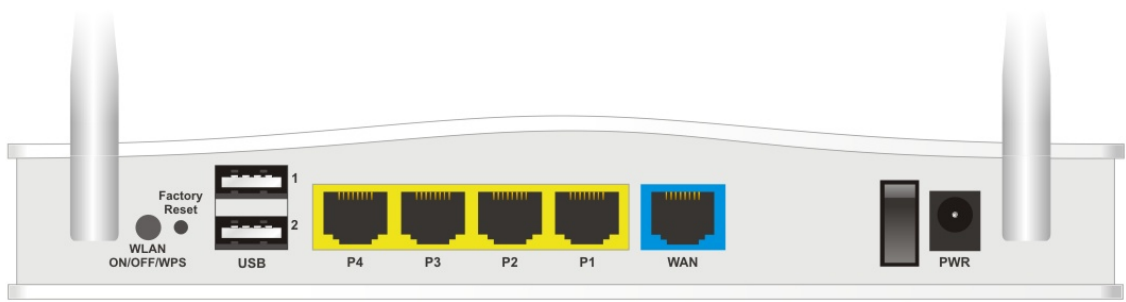 Factory
Reset
WLAN
ON/OFF/WPS
1
2
USB
P4
P3
P2
P1
WAN
PWR